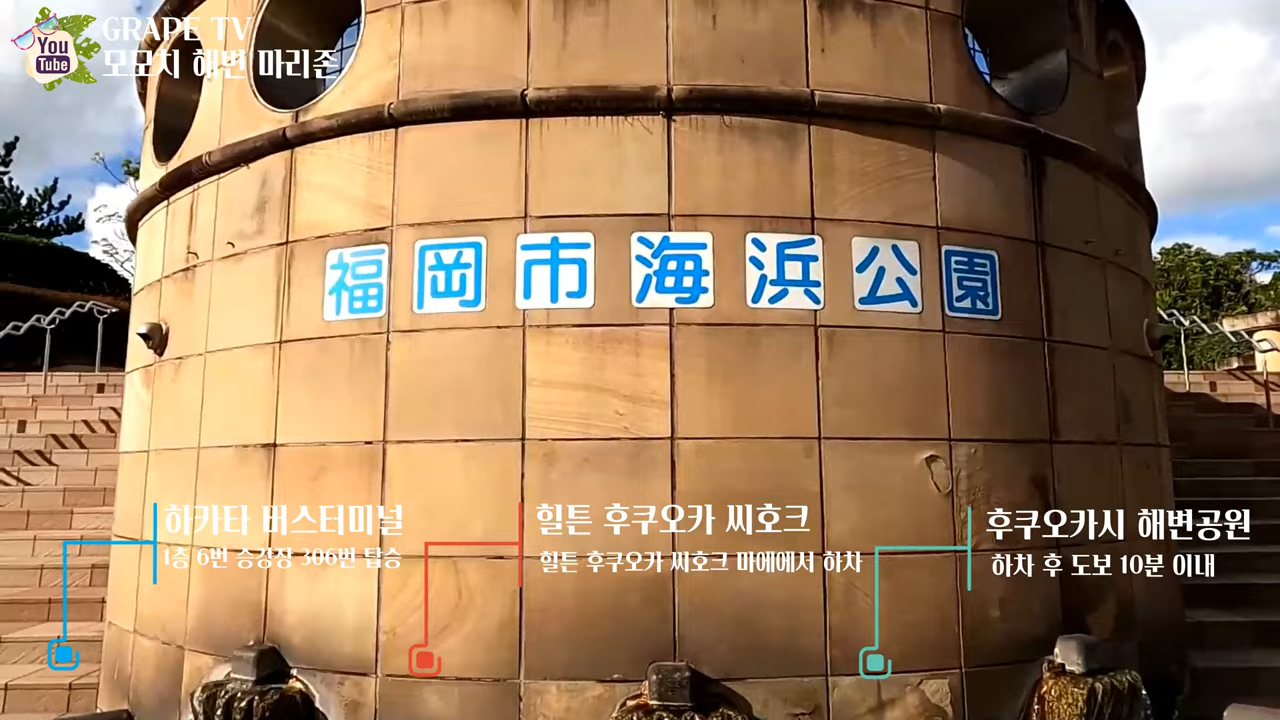 GRAPE TV
You
Tube
모모치 해변 마리존
福岡市海浜公園
하카타 버스터미널
1층 6번 승강장 306번 탑승
힐튼 후쿠오카 씨호크
힐튼 후쿠오카 씨호크 마에에서 하차
후쿠오카시 해변공원
하차 후 도보 10분 이내